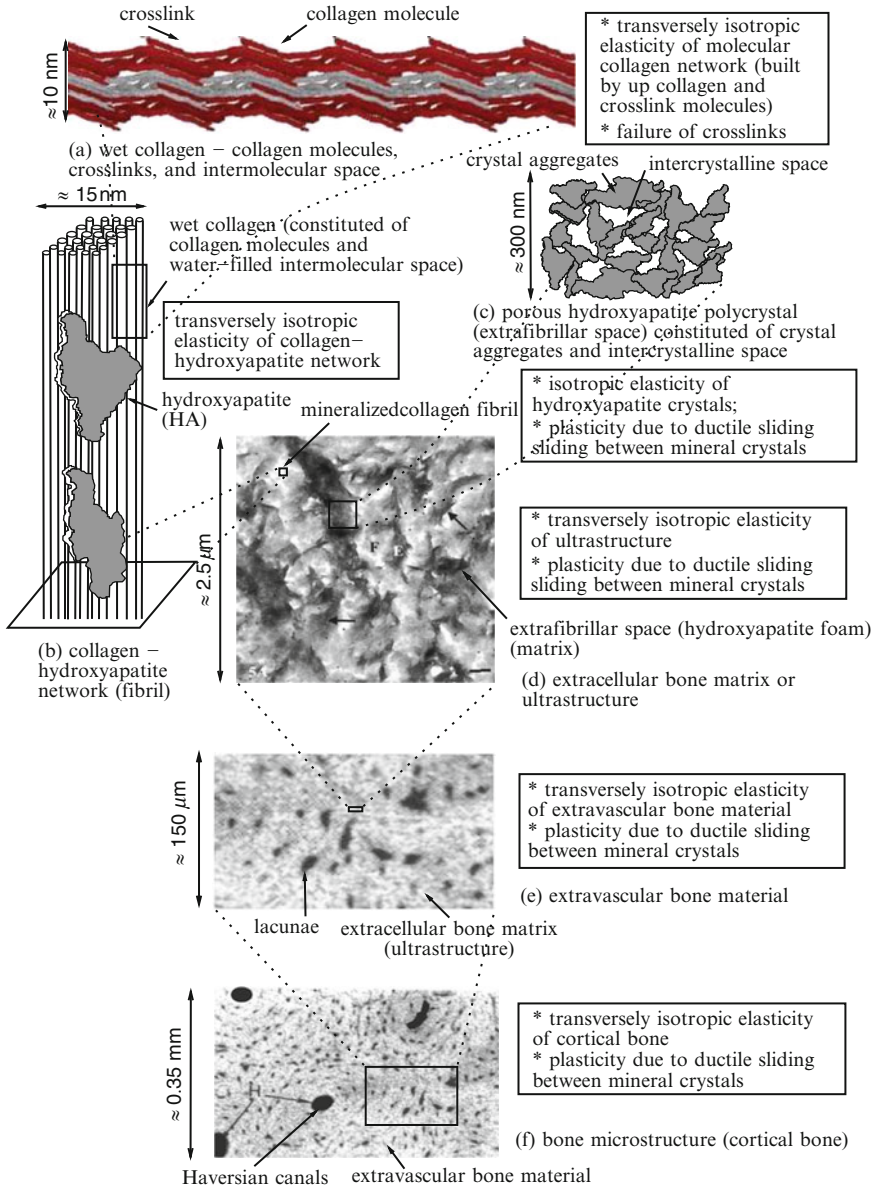 crosslink
collagen molecule
≈10 nm
* transversely isotropic
elasticity of molecular
collagen network (built
by up collagen and
crosslink molecules)
* failure of crosslinks
(a) wet collagen − collagen molecules,
crosslinks, and intermolecular space
≈ 15nm
wet collagen (constituted of
collagen molecules and
water−filled intermolecular space)
transversely isotropic
elasticity of collagen−
hydroxyapatite network
hydroxyapatite
(HA)
(b) collagen −
hydroxyapatite
network (fibril)
crystal aggregates
intercrystalline space
≈ 300 nm
(c) porous hydroxyapatite polycrystal
(extrafibrillar space) constituted of crystal
aggregates and intercrystalline space
* isotropic elasticity of
hydroxyapatite crystals;
* plasticity due to ductile sliding
sliding between mineral crystals
mineralizedcollagen fibril
≈ 2.5 μm
F
E
* transversely isotropic elasticity
of ultrastructure
* plasticity due to ductile sliding
sliding between mineral crystals
extrafibrillar space (hydroxyapatite foam)
(matrix)
(d) extracellular bone matrix or
ultrastructure
≈ 150 μm
* transversely isotropic elasticity
of extravascular bone material
* plasticity due to ductile sliding
between mineral crystals
(e) extravascular bone material
lacunae
extracellular bone matrix
(ultrastructure)
≈ 0.35 mm
H
* transversely isotropic elasticity
of cortical bone
* plasticity due to ductile sliding
between mineral crystals
(f) bone microstructure (cortical bone)
Haversian canals
extravascular bone material